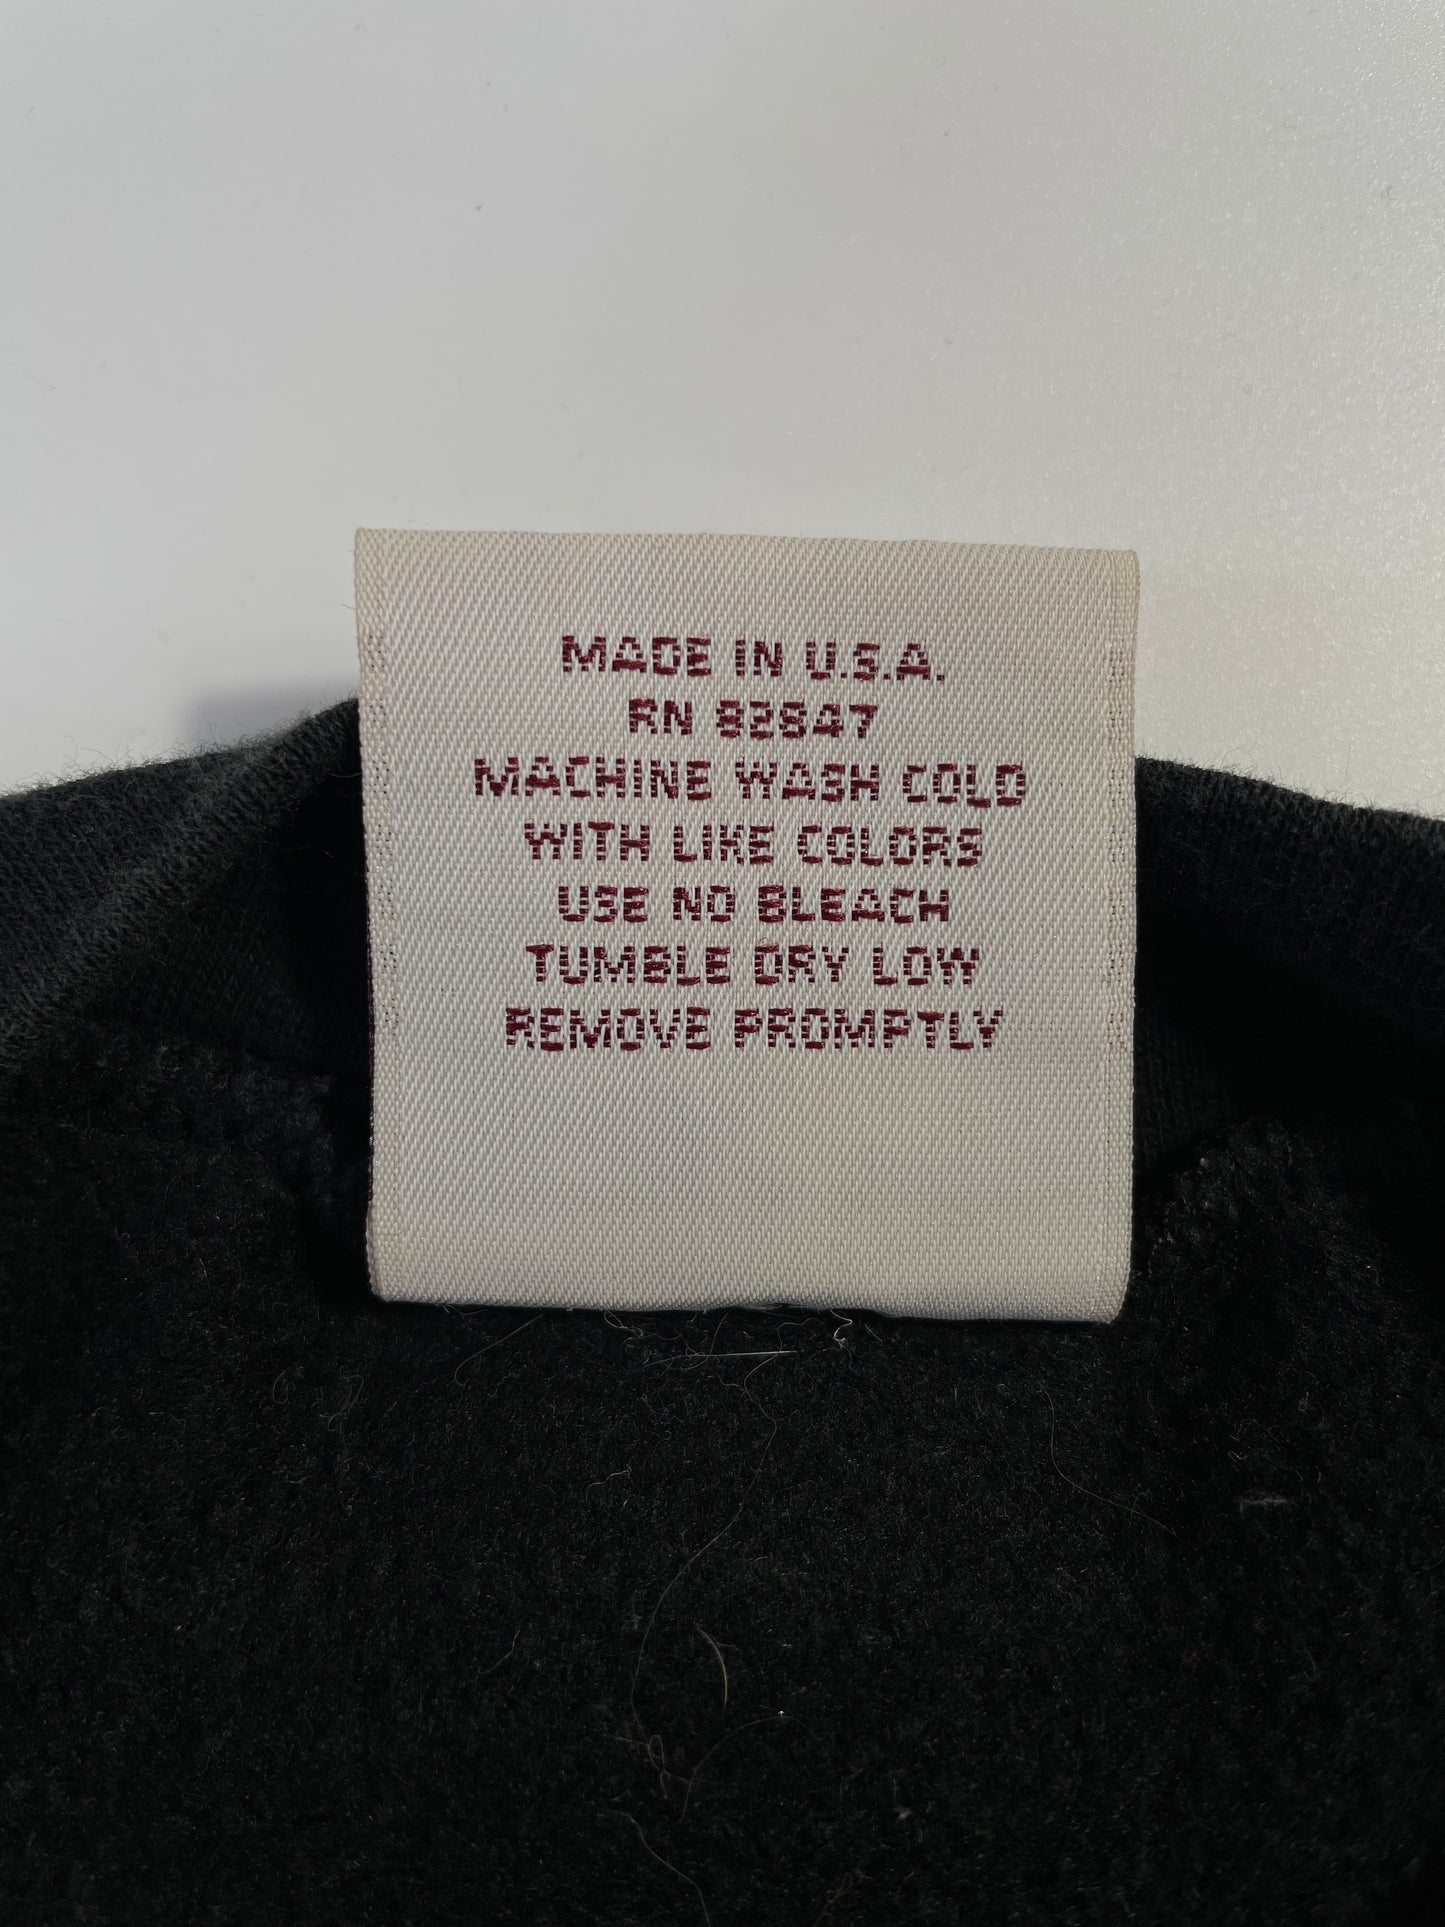 MADE IN U.S.A.
RN 82847
MACHINE WASH COLD
WITH LIKE COLORS
USE NO BLEACH
TUMBLE DRY LOW
REMOVE PROMPTLY